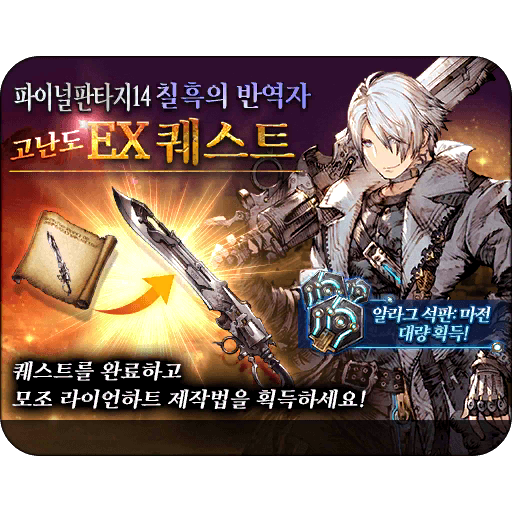 파이널판타지14 칠흑의 반역자
고난도 EX 퀘스트
알라그 석판: 마전
대량 획득!
퀘스트를 완료하고
모조 라이언하트 제작법을 획득하세요!